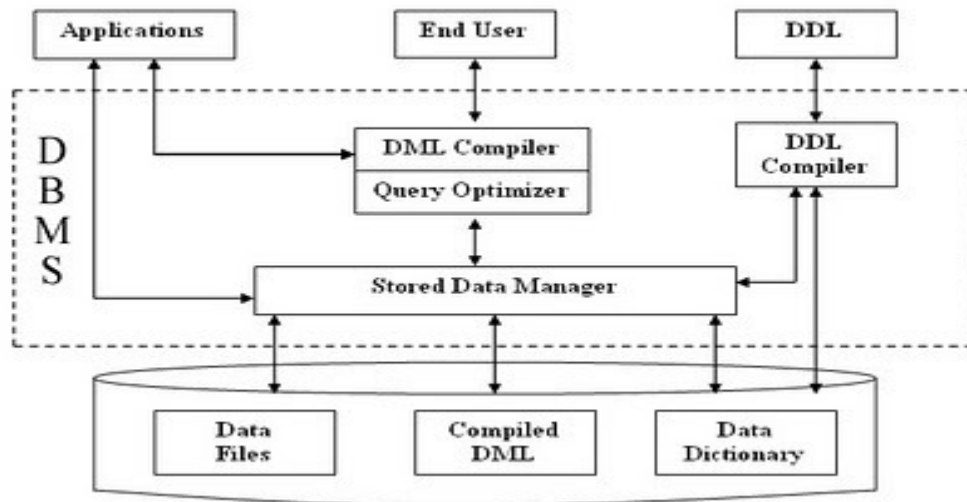 Applications
End User
DDL
D
B
M
S
DML Compiler
Query Optimizer
DDL
Compiler
Stored Data Manager
Data
Files
Compiled
DML
Data
Dictionary